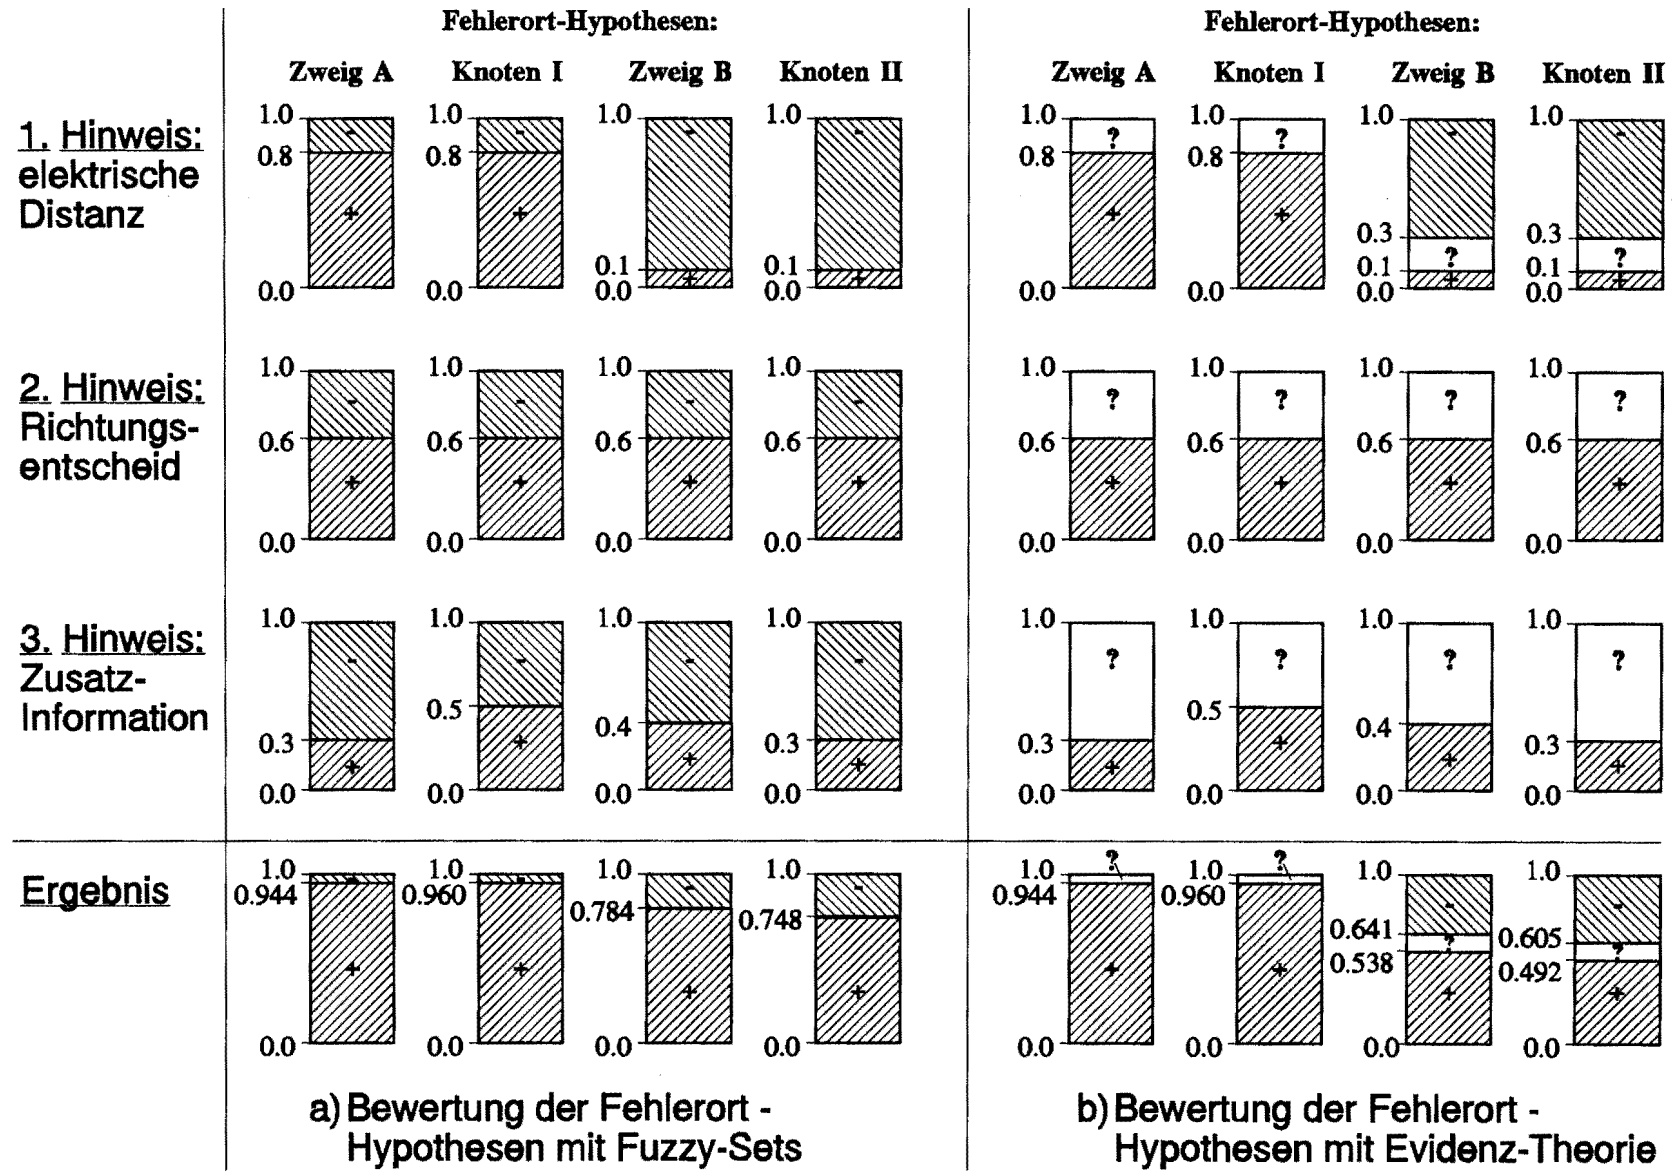 Fehlerort-Hypothesen:
Fehlerort-Hypothesen:
Zweig A Knoten I Zweig B Knoten II
Zweig A Knoten I Zweig B Knoten II
1. Hinweis:
elektrische
Distanz
1.0 - 0.8 + 0.0
1.0 - 0.8 + 0.0
1.0 - 0.1 + 0.0
1.0 - 0.1 + 0.0
1.0 ? 0.8 + 0.0
1.0 ? 0.8 + 0.0
1.0 - 0.3 ? 0.1 + 0.0
1.0 - 0.3 ? 0.1 + 0.0
2. Hinweis:
Richtungs-
entscheid
1.0 - 0.6 + 0.0
1.0 - 0.6 + 0.0
1.0 - 0.6 + 0.0
1.0 - 0.6 + 0.0
1.0 ? 0.6 + 0.0
1.0 ? 0.6 + 0.0
1.0 ? 0.6 + 0.0
1.0 ? 0.6 + 0.0
3. Hinweis:
Zusatz-
Information
1.0 - 0.3 + 0.0
1.0 - 0.5 + 0.0
1.0 - 0.4 + 0.0
1.0 - 0.3 + 0.0
1.0 ? 0.3 + 0.0
1.0 ? 0.5 + 0.0
1.0 ? 0.4 + 0.0
1.0 ? 0.3 + 0.0
Ergebnis
1.0 - 0.944 + 0.0
1.0 - 0.960 + 0.0
1.0 - 0.784 + 0.0
1.0 - 0.748 + 0.0
1.0 ? 0.944 + 0.0
1.0 ? 0.960 + 0.0
1.0 - 0.641 ? 0.538 + 0.0
1.0 - 0.605 ? 0.492 + 0.0
a) Bewertung der Fehlerort -
Hypothesen mit Fuzzy-Sets
b) Bewertung der Fehlerort -
Hypothesen mit Evidenz-Theorie